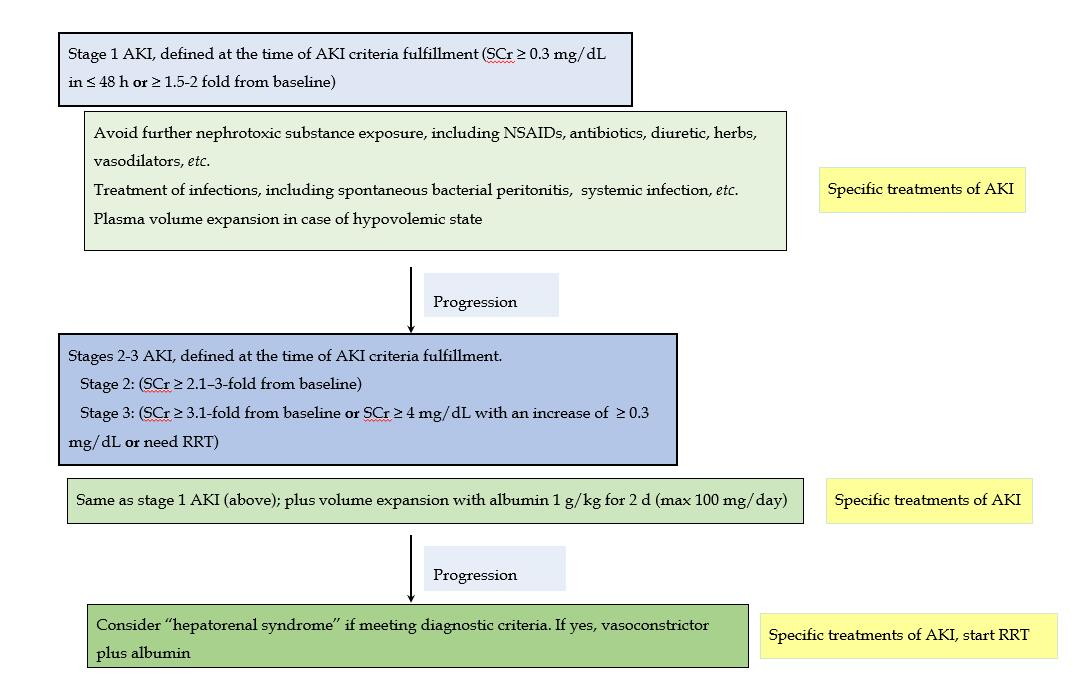 Stage 1 AKI, defined at the time of AKI criteria fulfillment (SCr ≥ 0.3 mg/dL
in ≤ 48 h or ≥ 1.5-2 fold from baseline)
Avoid further nephrotoxic substance exposure, including NSAIDs, antibiotics, diuretic, herbs,
vasodilators, etc.
Treatment of infections, including spontaneous bacterial peritonitis, systemic infection, etc.
Plasma volume expansion in case of hypovolemic state
Specific treatments of AKI
Progression
Stages 2-3 AKI, defined at the time of AKI criteria fulfillment.
Stage 2: (SCr ≥ 2.1–3-fold from baseline)
Stage 3: (SCr ≥ 3.1-fold from baseline or SCr ≥ 4 mg/dL with an increase of ≥ 0.3
mg/dL or need RRT)
Same as stage 1 AKI (above); plus volume expansion with albumin 1 g/kg for 2 d (max 100 mg/day)
Specific treatments of AKI
Progression
Consider “hepatorenal syndrome” if meeting diagnostic criteria. If yes, vasoconstrictor
plus albumin
Specific treatments of AKI, start RRT